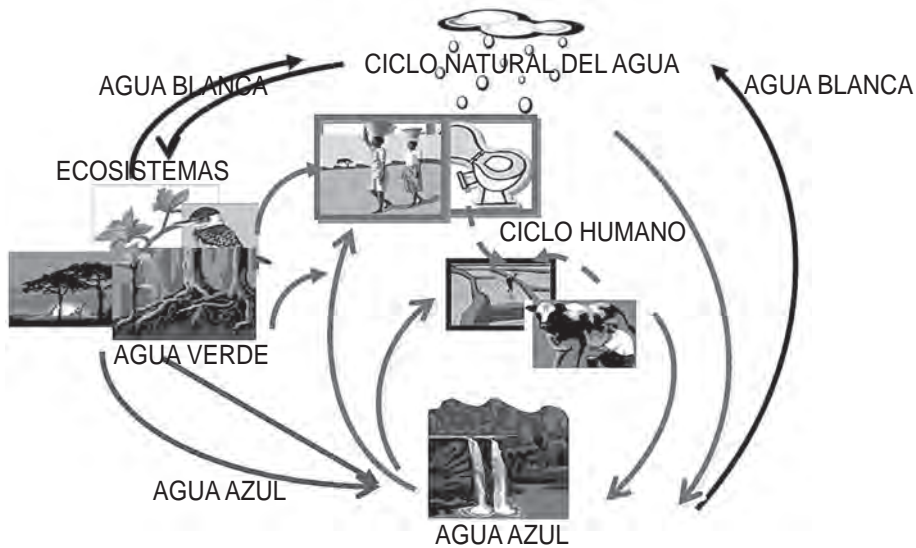 CICLO NATURAL DEL AGUA
AGUA BLANCA
AGUA BLANCA
ECOSISTEMAS
CICLO HUMANO
AGUA VERDE
AGUA AZUL
AGUA AZUL